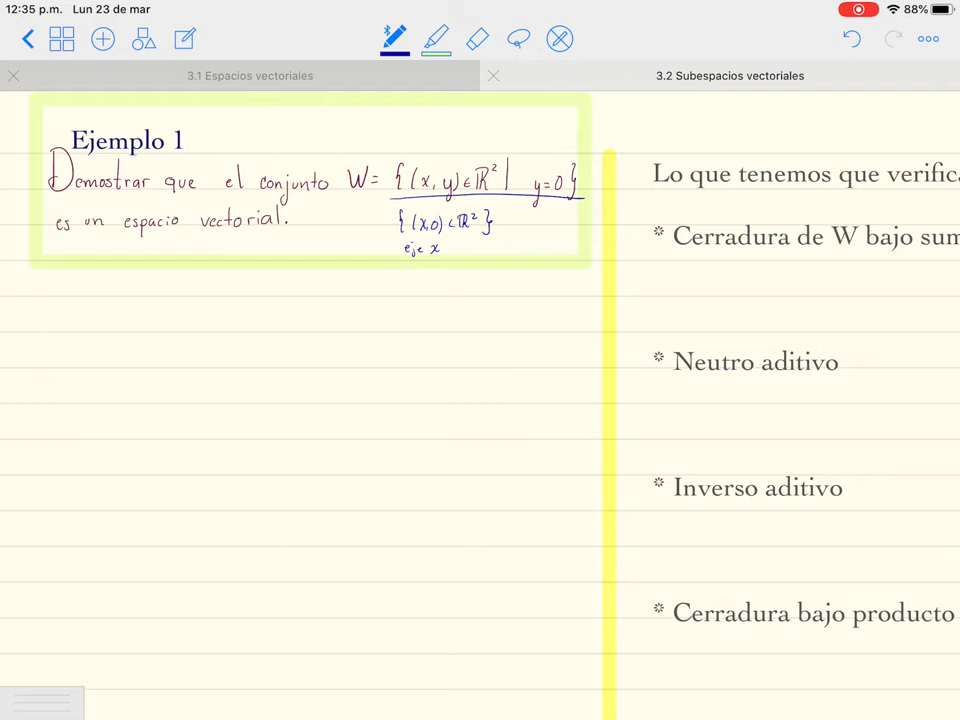 12:35 p.m. Lun 23 de mar
88%
3.1 Espacios vectoriales
3.2 Subespacios vectoriales
Ejemplo 1
Demostrar que el conjunto W = {(x, y) ∈ ℝ² | y = 0}
es un espacio vectorial.
{(x,0) ∈ ℝ²}
eje x
Lo que tenemos que verifica
* Cerradura de W bajo sum
* Neutro aditivo
* Inverso aditivo
* Cerradura bajo producto